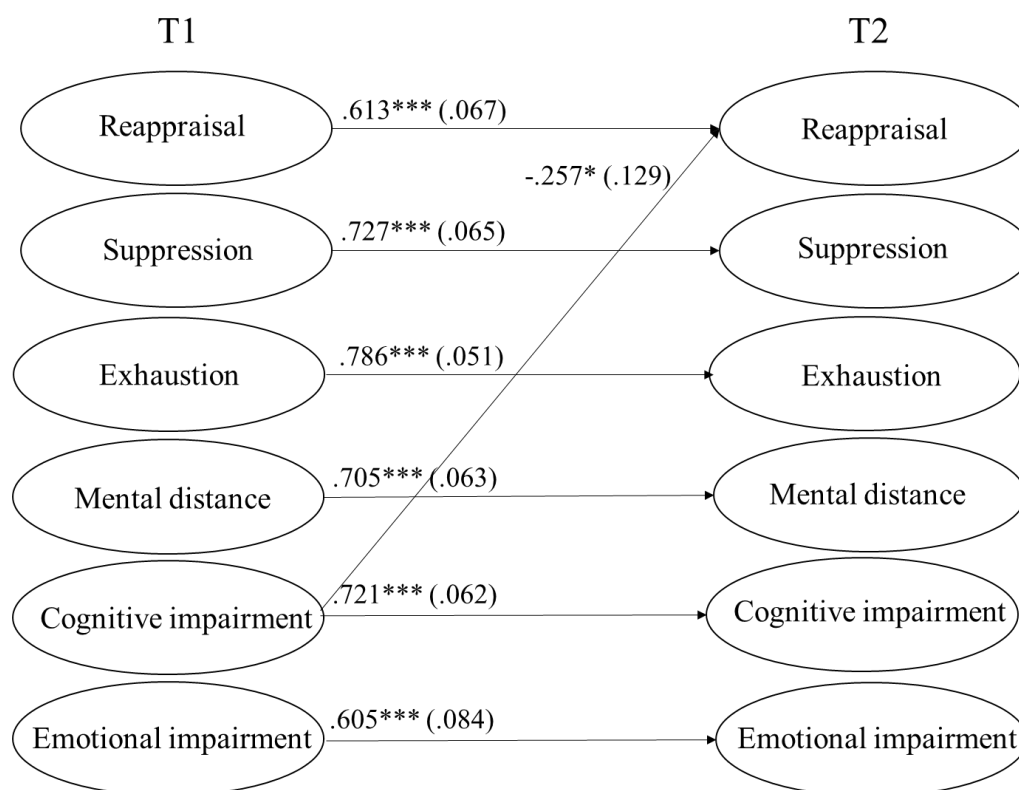 T1 T2
Reappraisal .613*** (.067) Reappraisal
-.257* (.129)
Suppression .727*** (.065) Suppression
Exhaustion .786*** (.051) Exhaustion
Mental distance .705*** (.063) Mental distance
Cognitive impairment .721*** (.062) Cognitive impairment
Emotional impairment .605*** (.084) Emotional impairment